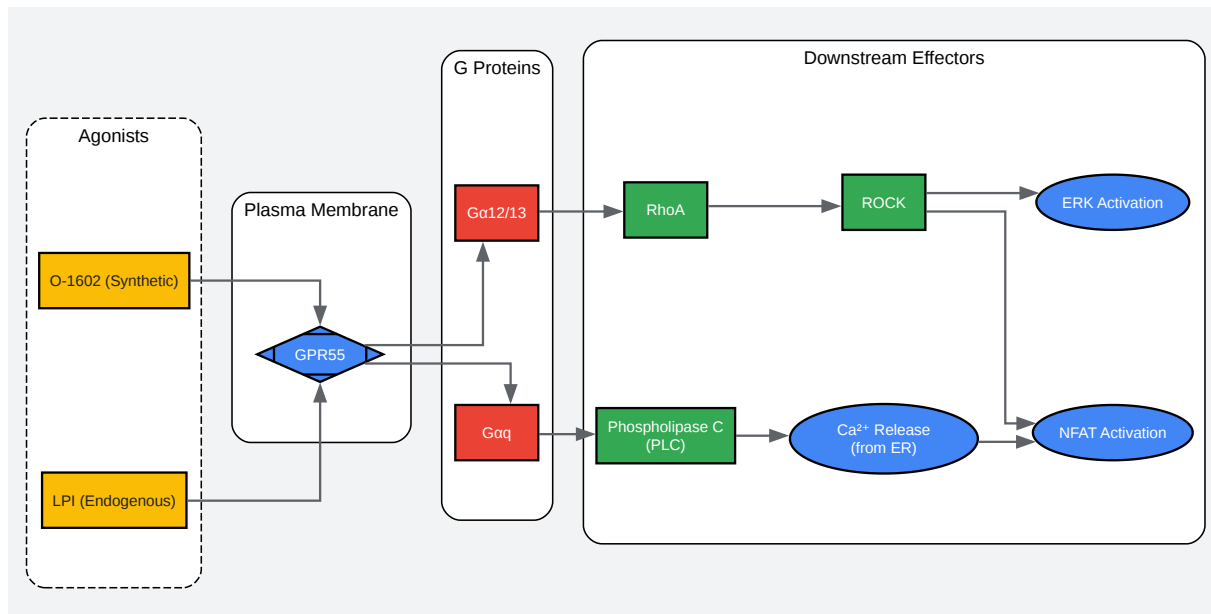 Agonists
O-1602 (Synthetic)
LPI (Endogenous)
Plasma Membrane
GPR55
G Proteins
Gα12/13
Gαq
Downstream Effectors
RhoA
ROCK
ERK Activation
Phospholipase C
(PLC)
Ca²⁺ Release
(from ER)
NFAT Activation